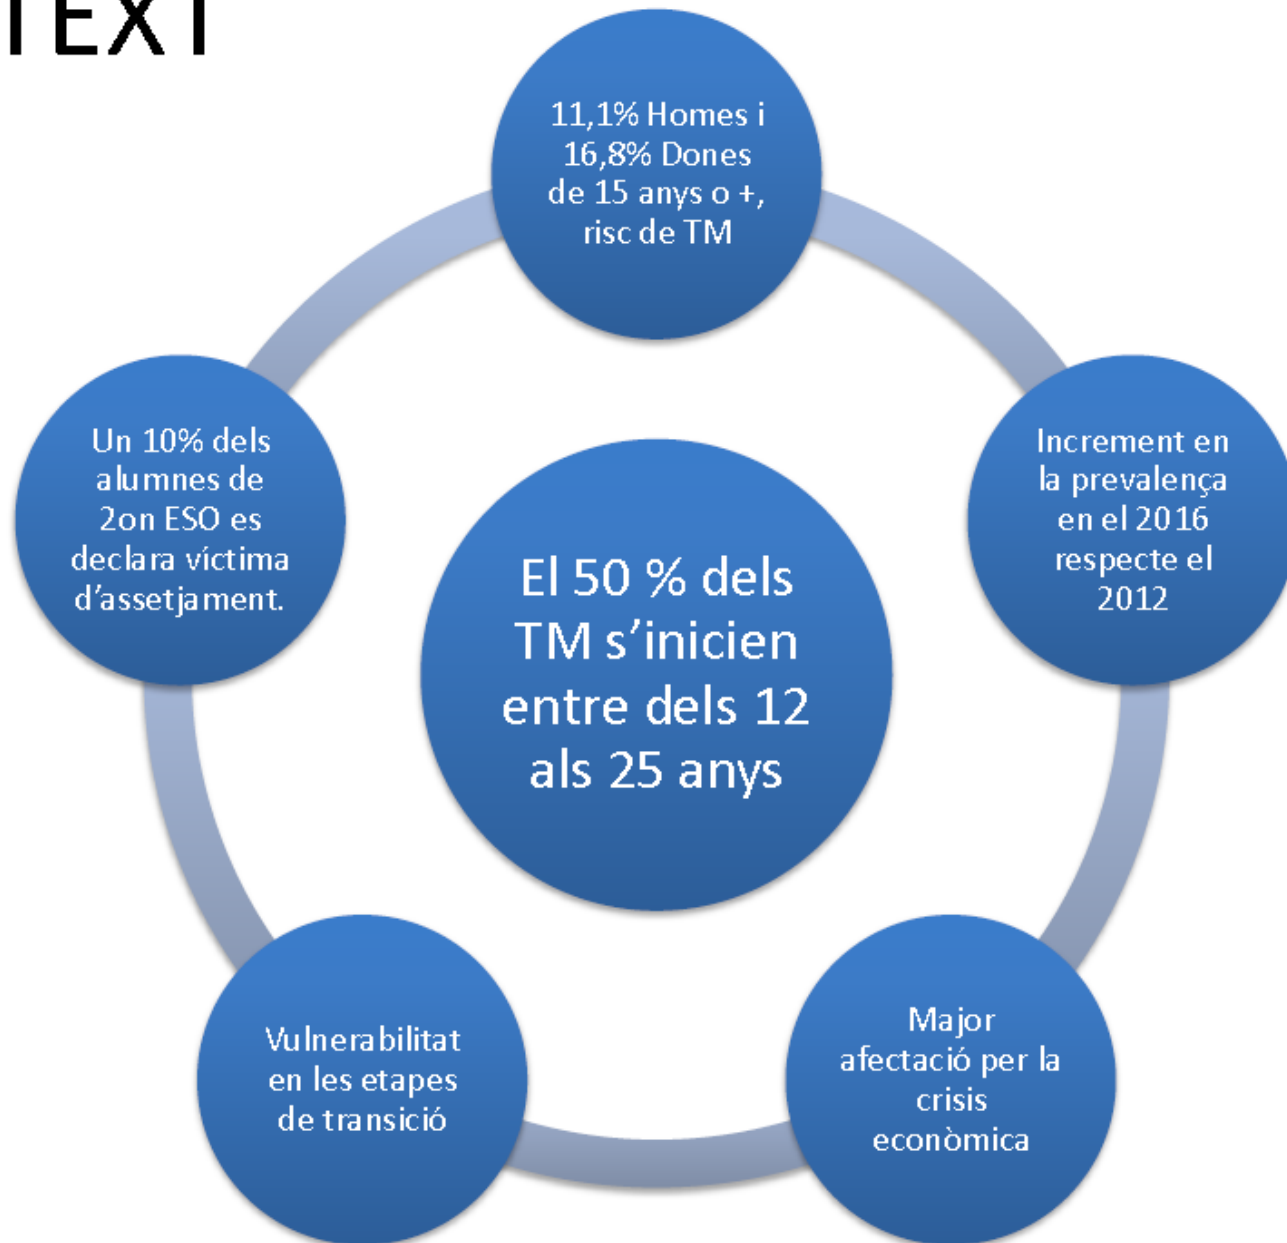 TEXT
11,1% Homes i
16,8% Dones
de 15 anys o +,
risc de TM
Increment en
la prevalença
en el 2016
respecte el
2012
Major
afectació per la
crisis
econòmica
Vulnerabilitat
en les etapes
de transició
Un 10% dels
alumnes de
2on ESO es
declara víctima
d’assetjament.
El 50 % dels
TM s’inicien
entre dels 12
als 25 anys